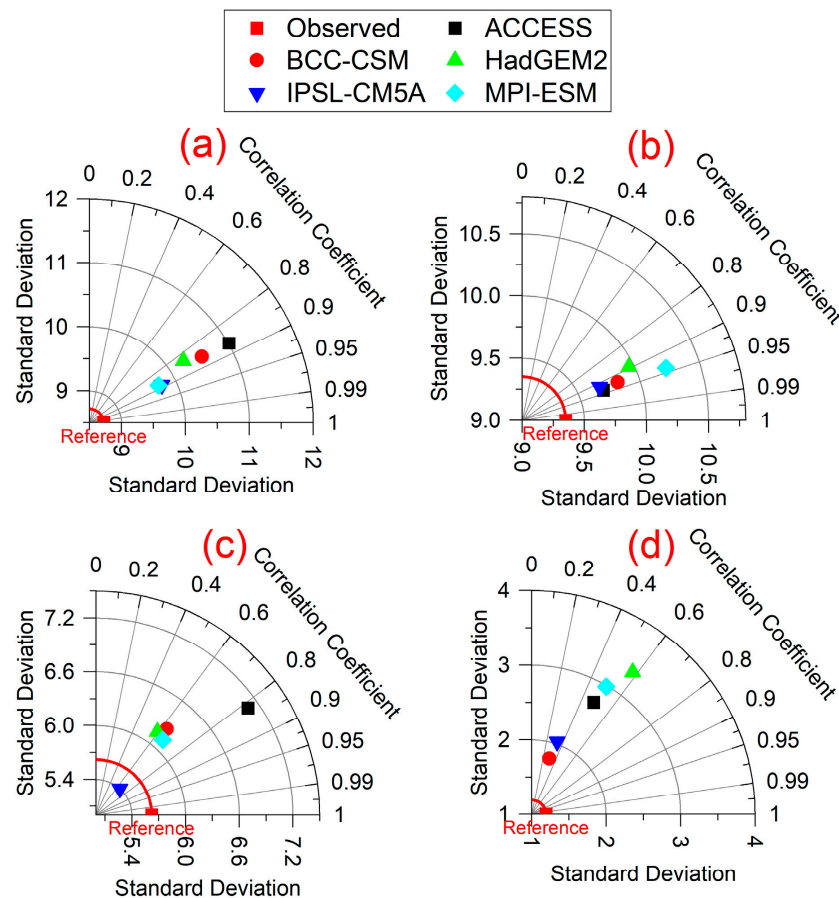 Observed ACCESS
BCC-CSM HadGEM2
IPSL-CM5A MPI-ESM
(a)
0 0.2 0.4 0.6 0.8 0.9 0.95 0.99 1
Correlation Coefficient
12
11
10
9
Standard Deviation
Reference
9 10 11 12
Standard Deviation
(b)
0 0.2 0.4 0.6 0.8 0.9 0.95 0.99 1
Correlation Coefficient
10.5
10.0
9.5
9.0
Standard Deviation
Reference
9.0 9.5 10.0 10.5
Standard Deviation
(c)
0 0.2 0.4 0.6 0.8 0.9 0.95 0.99 1
Correlation Coefficient
7.2
6.6
6.0
5.4
Standard Deviation
Reference
5.4 6.0 6.6 7.2
Standard Deviation
(d)
0 0.2 0.4 0.6 0.8 0.9 0.95 0.99 1
Correlation Coefficient
4
3
2
1
Standard Deviation
Reference
1 2 3 4
Standard Deviation